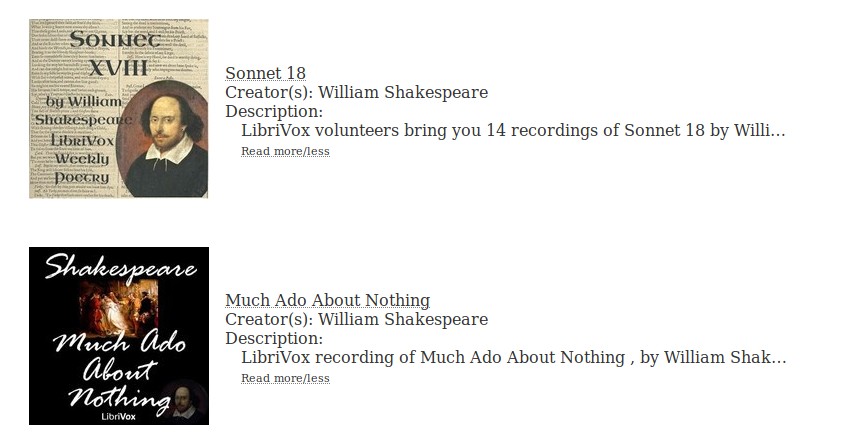 Sonnet
XVIII
by William
Shakespeare
LibriVox
Weekly
Poetry
Sonnet 18
Creator(s): William Shakespeare
Description:
LibriVox volunteers bring you 14 recordings of Sonnet 18 by Willi...
Read more/less
Shakespeare
Much Ado
About
Nothing
LibriVox
Much Ado About Nothing
Creator(s): William Shakespeare
Description:
LibriVox recording of Much Ado About Nothing , by William Shak...
Read more/less